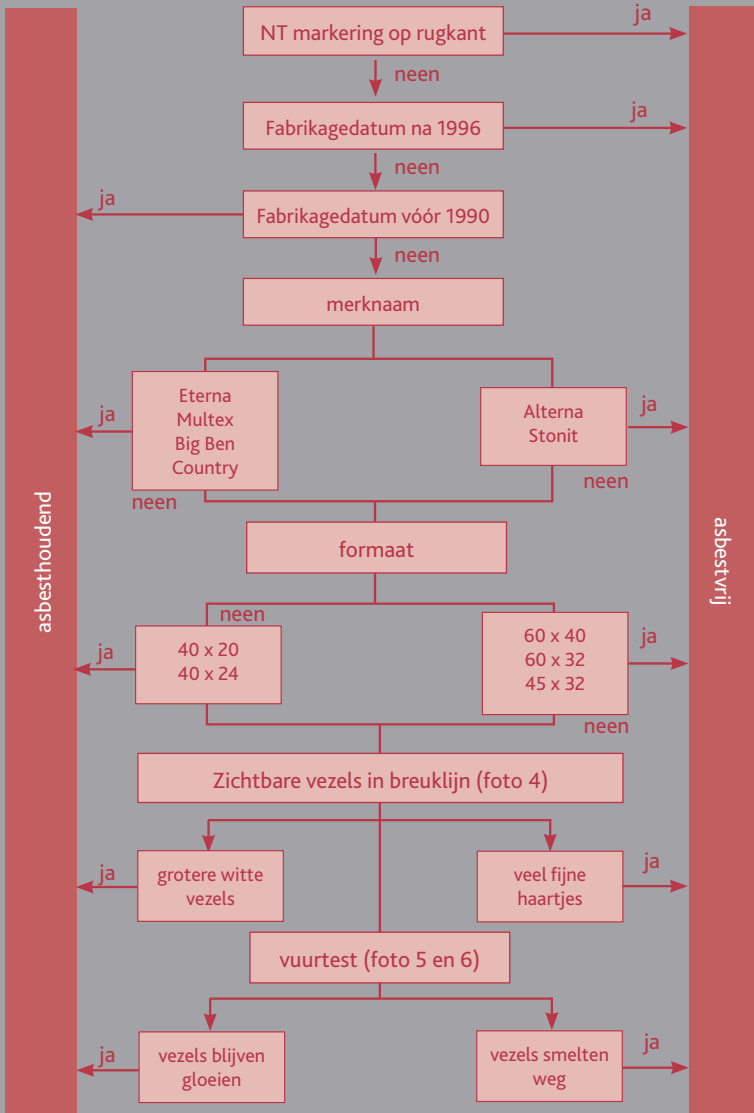 NT markering op rugkant
ja
neen
Fabrikagedatum na 1996
ja
neen
ja
Fabrikagedatum vóór 1990
neen
merknaam
ja
Eterna
Multex
Big Ben
Country
neen
Alterna
Stonit
ja
neen
formaat
neen
ja
40 x 20
40 x 24
60 x 40
60 x 32
45 x 32
ja
neen
Zichtbare vezels in breuklijn (foto 4)
ja
grotere witte
vezels
veel fijne
haartjes
ja
vuurtest (foto 5 en 6)
ja
vezels blijven
gloeien
vezels smelten
weg
ja
asbesthoudend
asbestvrij